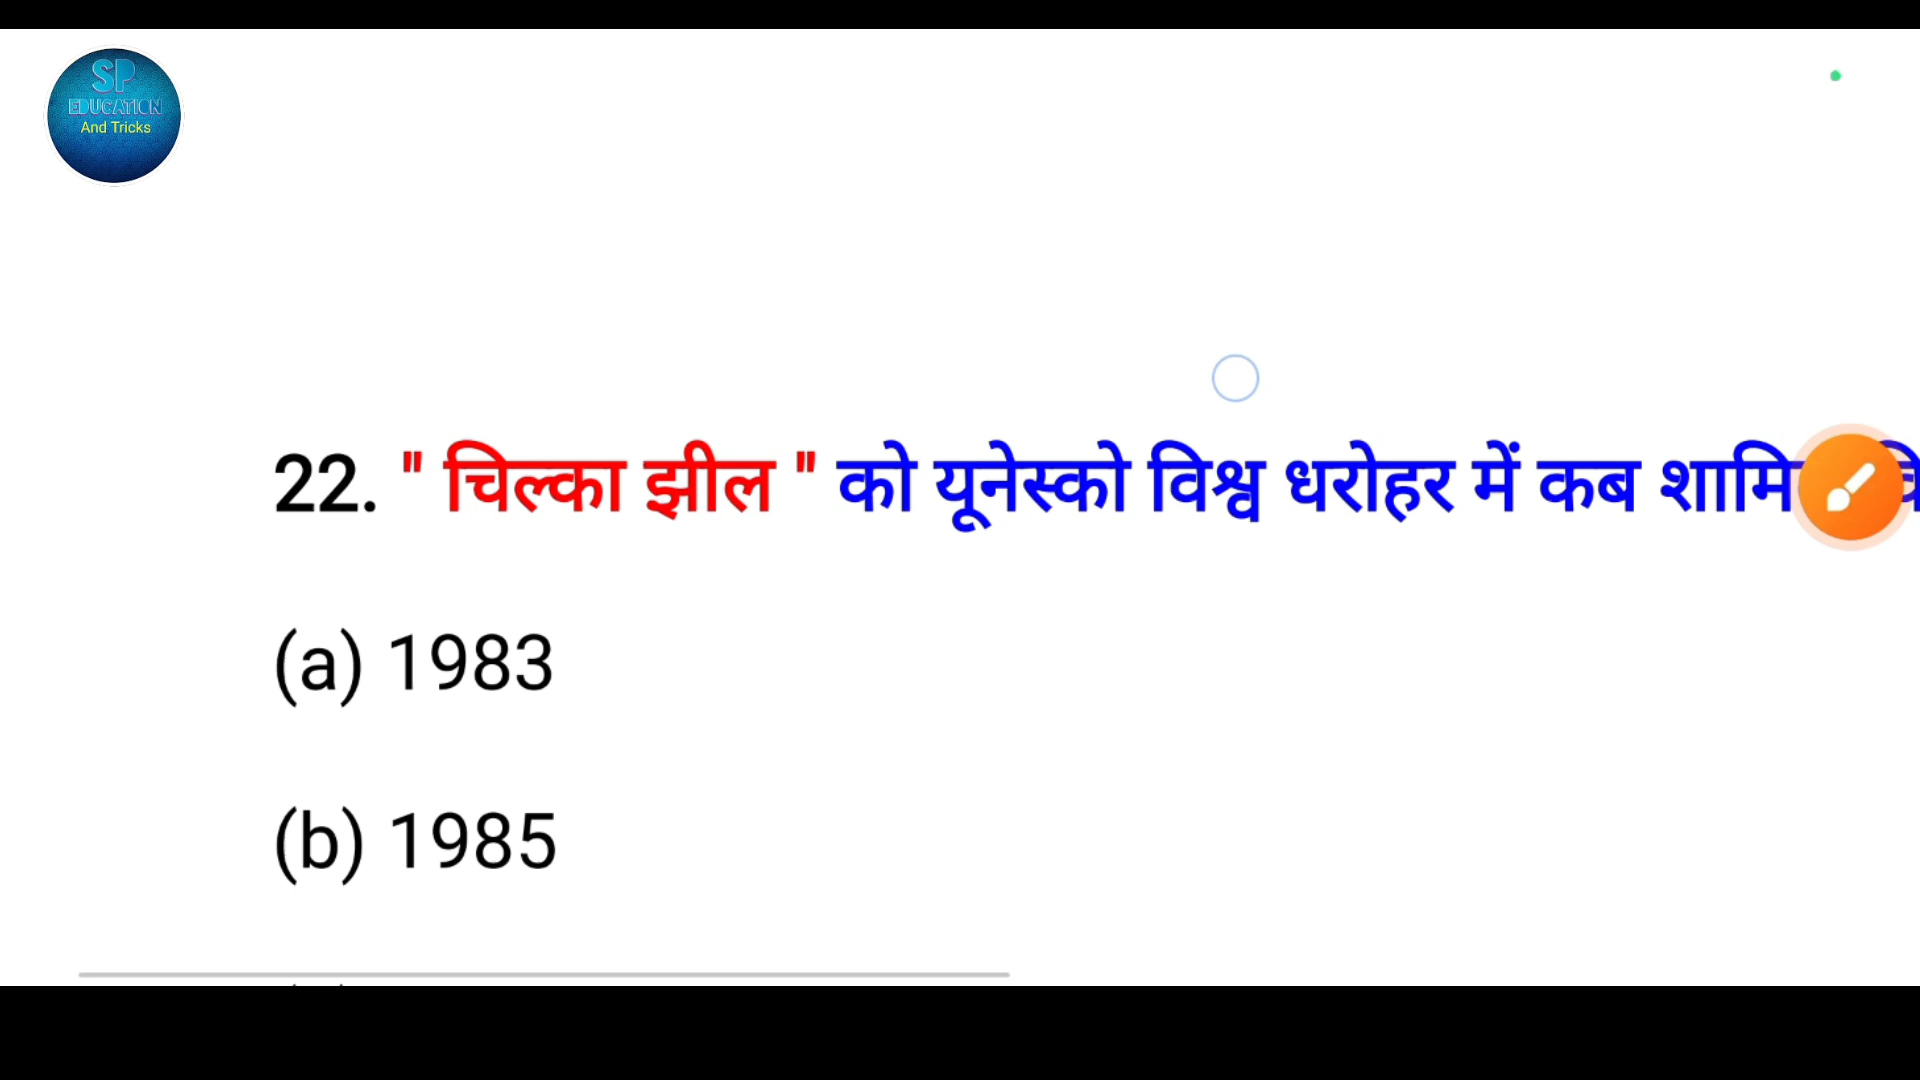 SP
EDUCATION
And Tricks
22. " चिल्का झील " को यूनेस्को विश्व धरोहर में कब
(a) 1983
(b) 1985